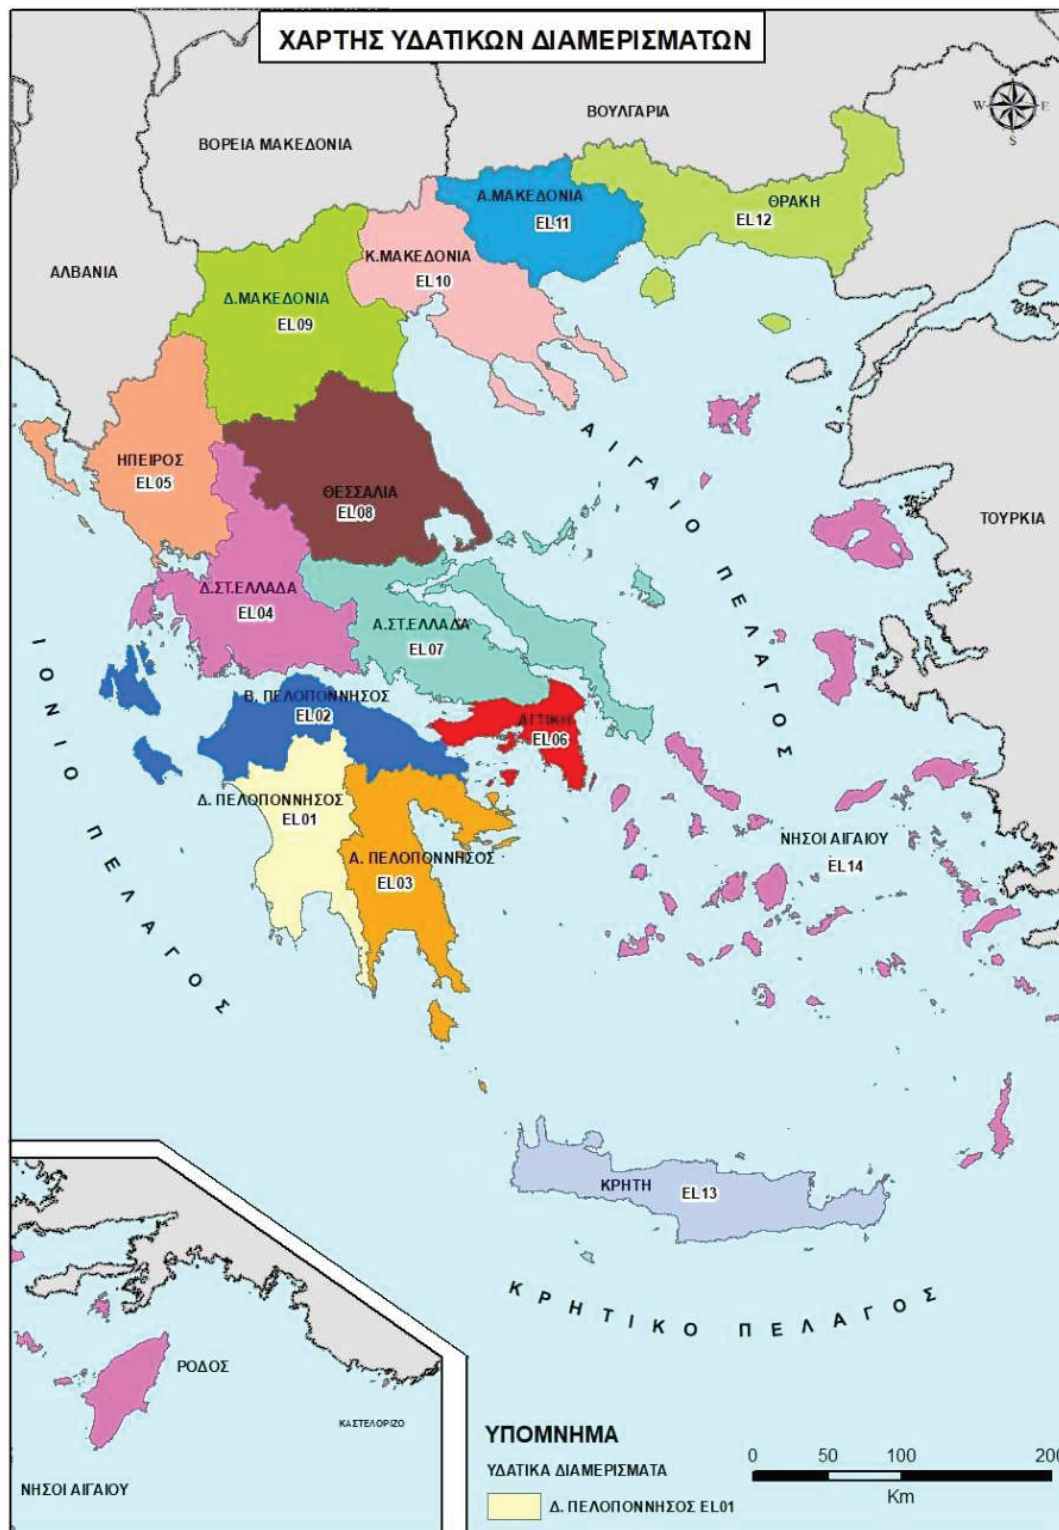 ΧΑΡΤΗΣ ΥΔΑΤΙΚΩΝ ΔΙΑΜΕΡΙΣΜΑΤΩΝ
W E
S
ΒΟΥΛΓΑΡΙΑ
ΒΟΡΕΙΑ ΜΑΚΕΔΟΝΙΑ
ΑΛΒΑΝΙΑ
Α.ΜΑΚΕΔΟΝΙΑ
EL11
ΘΡΑΚΗ
EL12
Κ.ΜΑΚΕΔΟΝΙΑ
EL10
Δ.ΜΑΚΕΔΟΝΙΑ
EL09
ΗΠΕΙΡΟΣ
EL05
ΘΕΣΣΑΛΙΑ
EL08
ΑΙΓΑΙΟ ΠΕΛΑΓΟΣ
ΤΟΥΡΚΙΑ
Δ.ΣΤ.ΕΛΛΑΔΑ
EL04
Α.ΣΤ.ΕΛΛΑΔΑ
EL07
ΙΟΝΙΟ ΠΕΛΑΓΟΣ
Β. ΠΕΛΟΠΟΝΝΗΣΟΣ
EL02
ΑΤΤΙΚΗ
EL06
Δ. ΠΕΛΟΠΟΝΝΗΣΟΣ
EL01
Α. ΠΕΛΟΠΟΝΝΗΣΟΣ
EL03
ΝΗΣΟΙ ΑΙΓΑΙΟΥ
EL14
ΚΡΗΤΗ EL13
ΚΡΗΤΙΚΟ ΠΕΛΑΓΟΣ
ΡΟΔΟΣ
ΚΑΣΤΕΛΟΡΙΖΟ
ΝΗΣΟΙ ΑΙΓΑΙΟΥ
ΥΠΟΜΝΗΜΑ
ΥΔΑΤΙΚΑ ΔΙΑΜΕΡΙΣΜΑΤΑ
Δ. ΠΕΛΟΠΟΝΝΗΣΟΣ EL01
0 50 100 200
Km